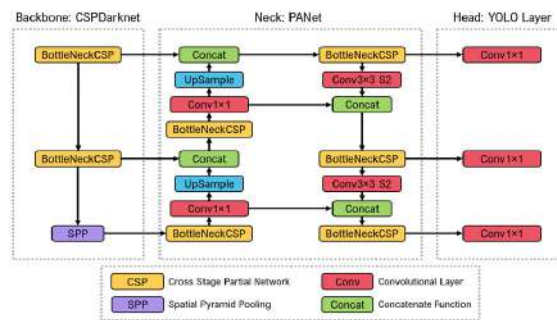 Backbone: CSPDarknet
Neck: PANet
Head: YOLO Layer
BottleNeckCSP
Concat
BottleNeckCSP
Conv1×1
UpSample
Conv3×3 S2
Conv1×1
Concat
BottleNeckCSP
BottleNeckCSP
Concat
BottleNeckCSP
Conv1×1
UpSample
Conv3×3 S2
Conv1×1
Concat
SPP
BottleNeckCSP
BottleNeckCSP
Conv1×1
CSP
Cross Stage Partial Network
Conv
Convolutional Layer
SPP
Spatial Pyramid Pooling
Concat
Concatenate Function